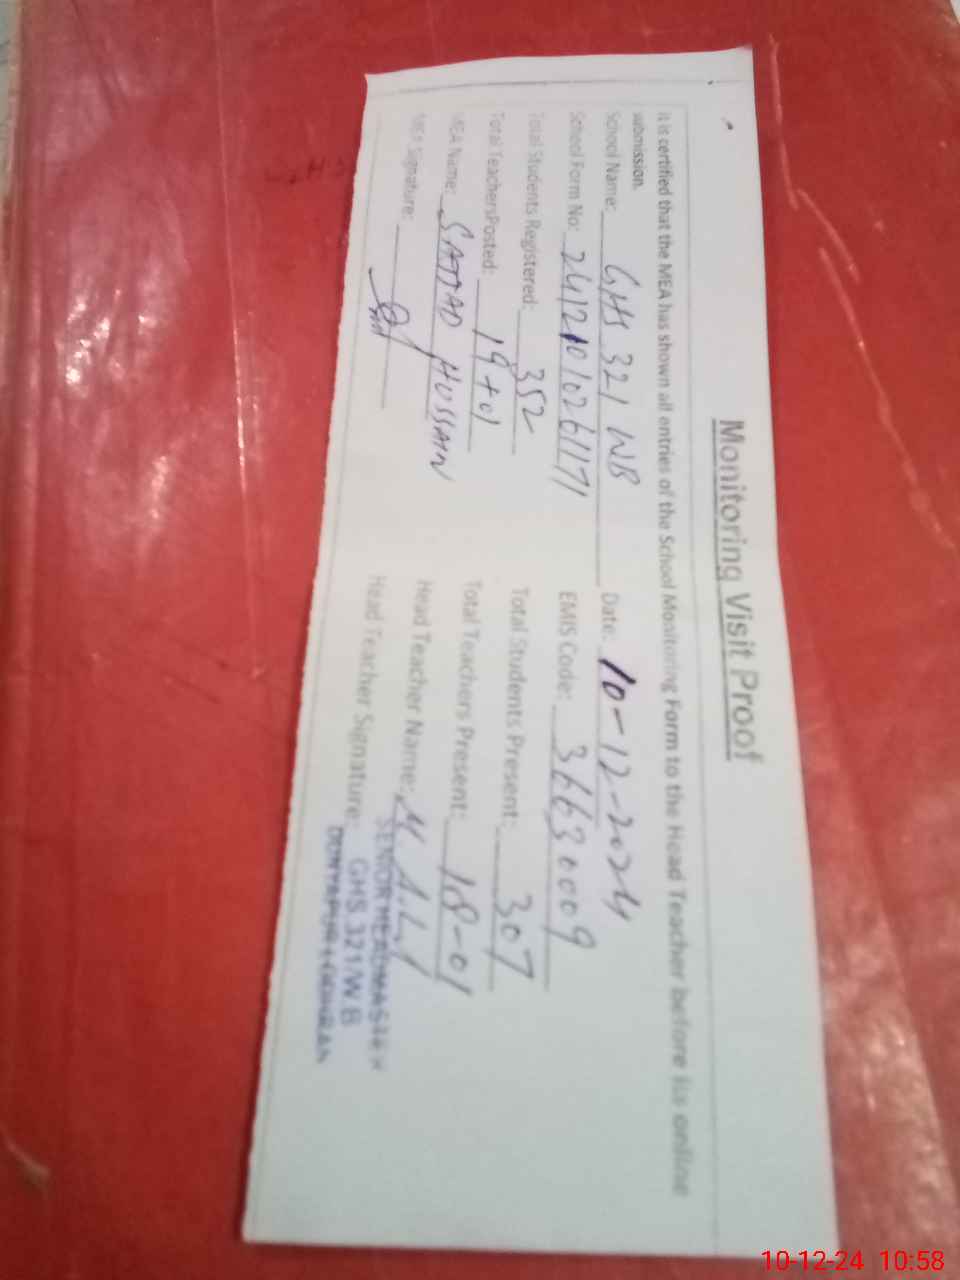 Monitoring Visit Proof
It is certified that the MEA has shown all entries of the School Monitoring Form to the Head Teacher before its online
submission.
School Name: GHS 321 WB Date: 10-12-2024
School Form No: 24121010261171 EMIS Code: 36630009
Total Students Registered: 352 Total Students Present: 307
Total TeachersPosted: 19+01 Total Teachers Present: 18-01
MEA Name: SAJJAD HUSSAIN Head Teacher Name:
MEA Signature: Head Teacher Signature:
SENIOR HEADMASTER
GHS.321/W.B
DUNYAPUR LODHRAN
10-12-24 10:58